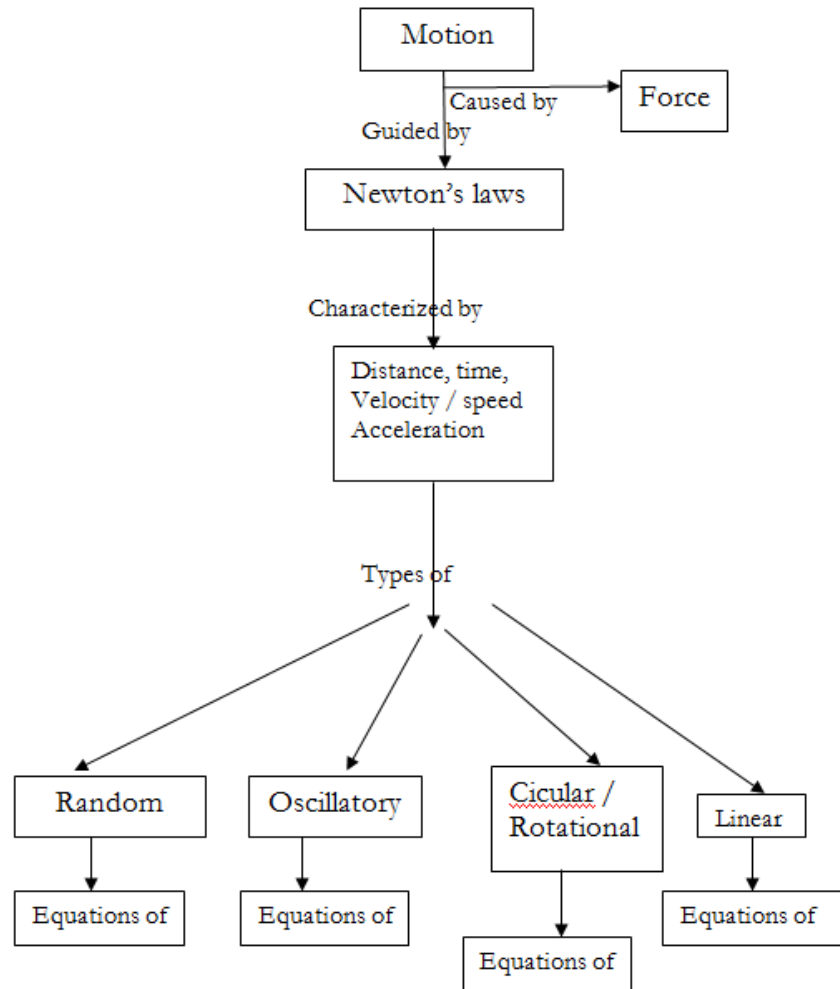 Motion
Caused by
Force
Guided by
Newton's laws
Characterized by
Distance, time,
Velocity / speed
Acceleration
Types of
Random
Oscillatory
Cicular /
Rotational
Linear
Equations of
Equations of
Equations of
Equations of